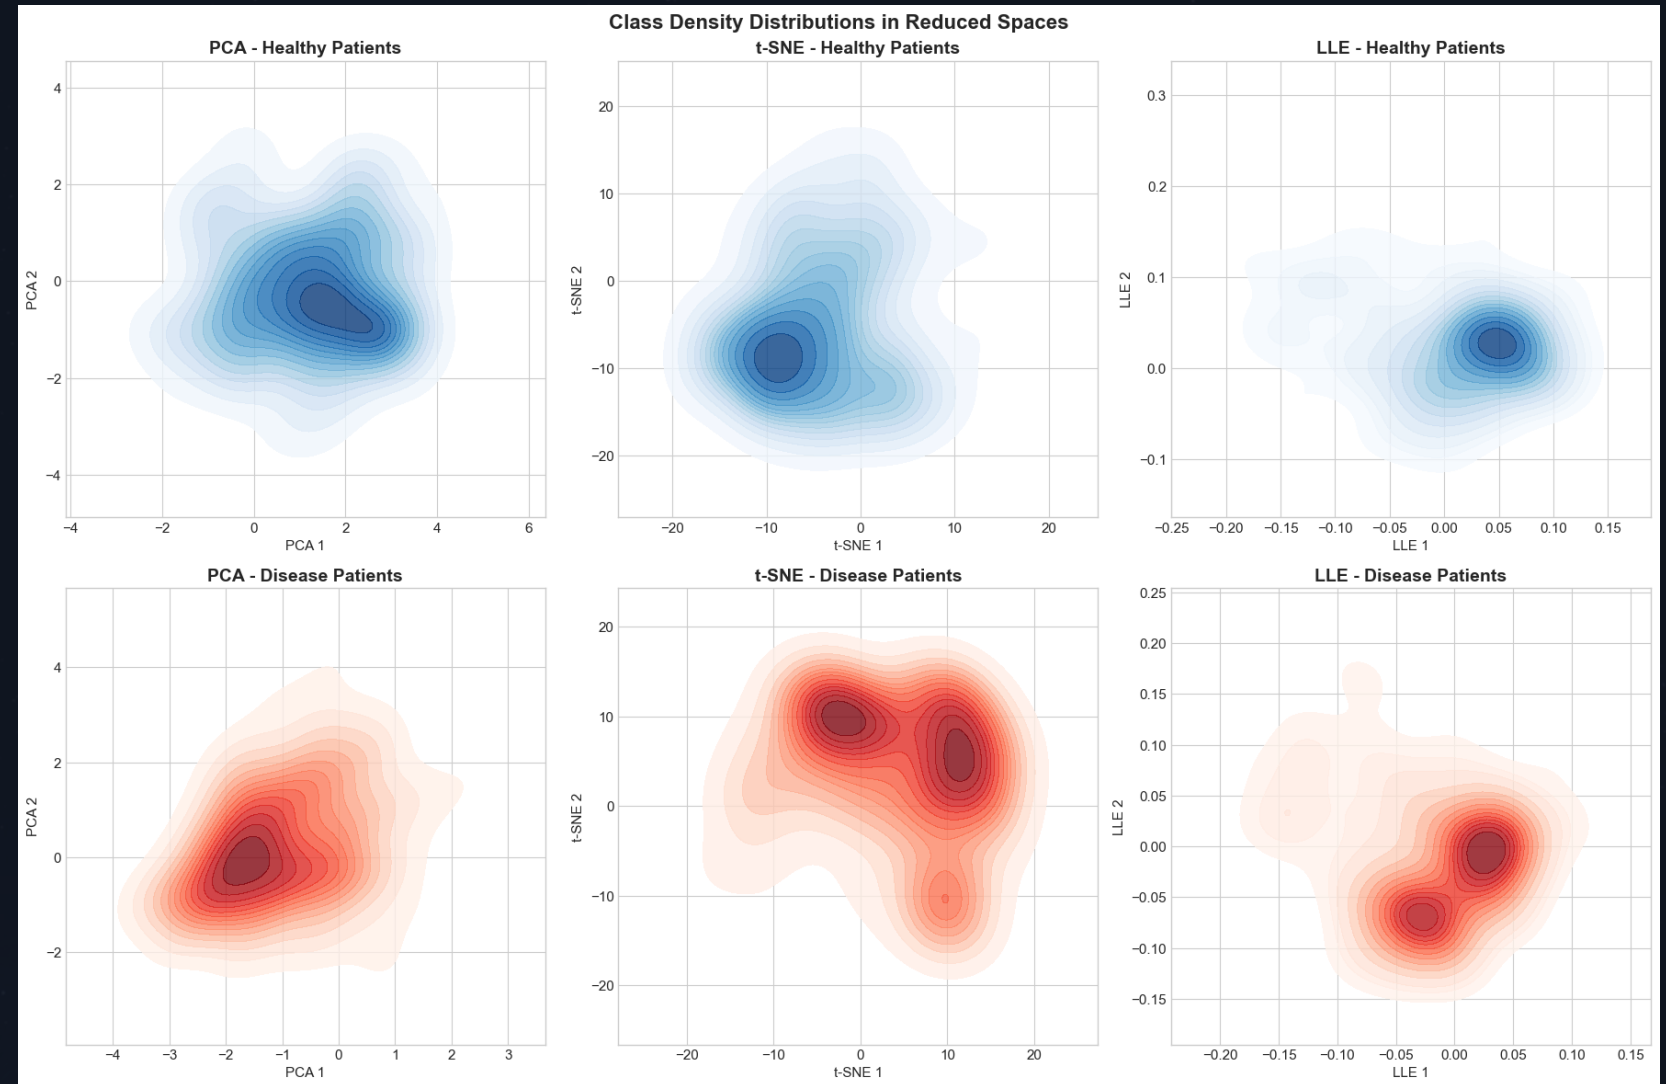 Class Density Distributions in Reduced Spaces
PCA - Healthy Patients
4
2
0
−2
−4
PCA 2
−4 −2 0 2 4 6
PCA 1
t-SNE - Healthy Patients
20
10
0
−10
−20
t-SNE 2
−20 −10 0 10 20
t-SNE 1
LLE - Healthy Patients
0.3
0.2
0.1
0.0
−0.1
LLE 2
−0.25 −0.20 −0.15 −0.10 −0.05 0.00 0.05 0.10 0.15
LLE 1
PCA - Disease Patients
4
2
0
−2
PCA 2
−4 −3 −2 −1 0 1 2 3
PCA 1
t-SNE - Disease Patients
20
10
0
−10
−20
t-SNE 2
−20 −10 0 10 20
t-SNE 1
LLE - Disease Patients
0.25
0.20
0.15
0.10
0.05
0.00
−0.05
−0.10
−0.15
LLE 2
−0.20 −0.15 −0.10 −0.05 0.00 0.05 0.10 0.15
LLE 1